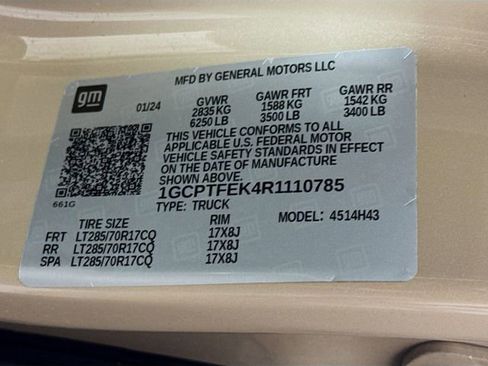 MFD BY GENERAL MOTORS LLC
gm
01/24
GVWR GAWR FRT GAWR RR
2835 KG 1588 KG 1542 KG
6250 LB 3500 LB 3400 LB
THIS VEHICLE CONFORMS TO ALL
APPLICABLE U.S. FEDERAL MOTOR
VEHICLE SAFETY STANDARDS IN EFFECT
ON THE DATE OF MANUFACTURE
SHOWN ABOVE.
661G
1GCPTFEK4R1110785
TYPE: TRUCK MODEL: 4514H43
TIRE SIZE RIM
FRT LT285/70R17CQ 17X8J
RR LT285/70R17CQ 17X8J
SPA LT285/70R17CQ 17X8J